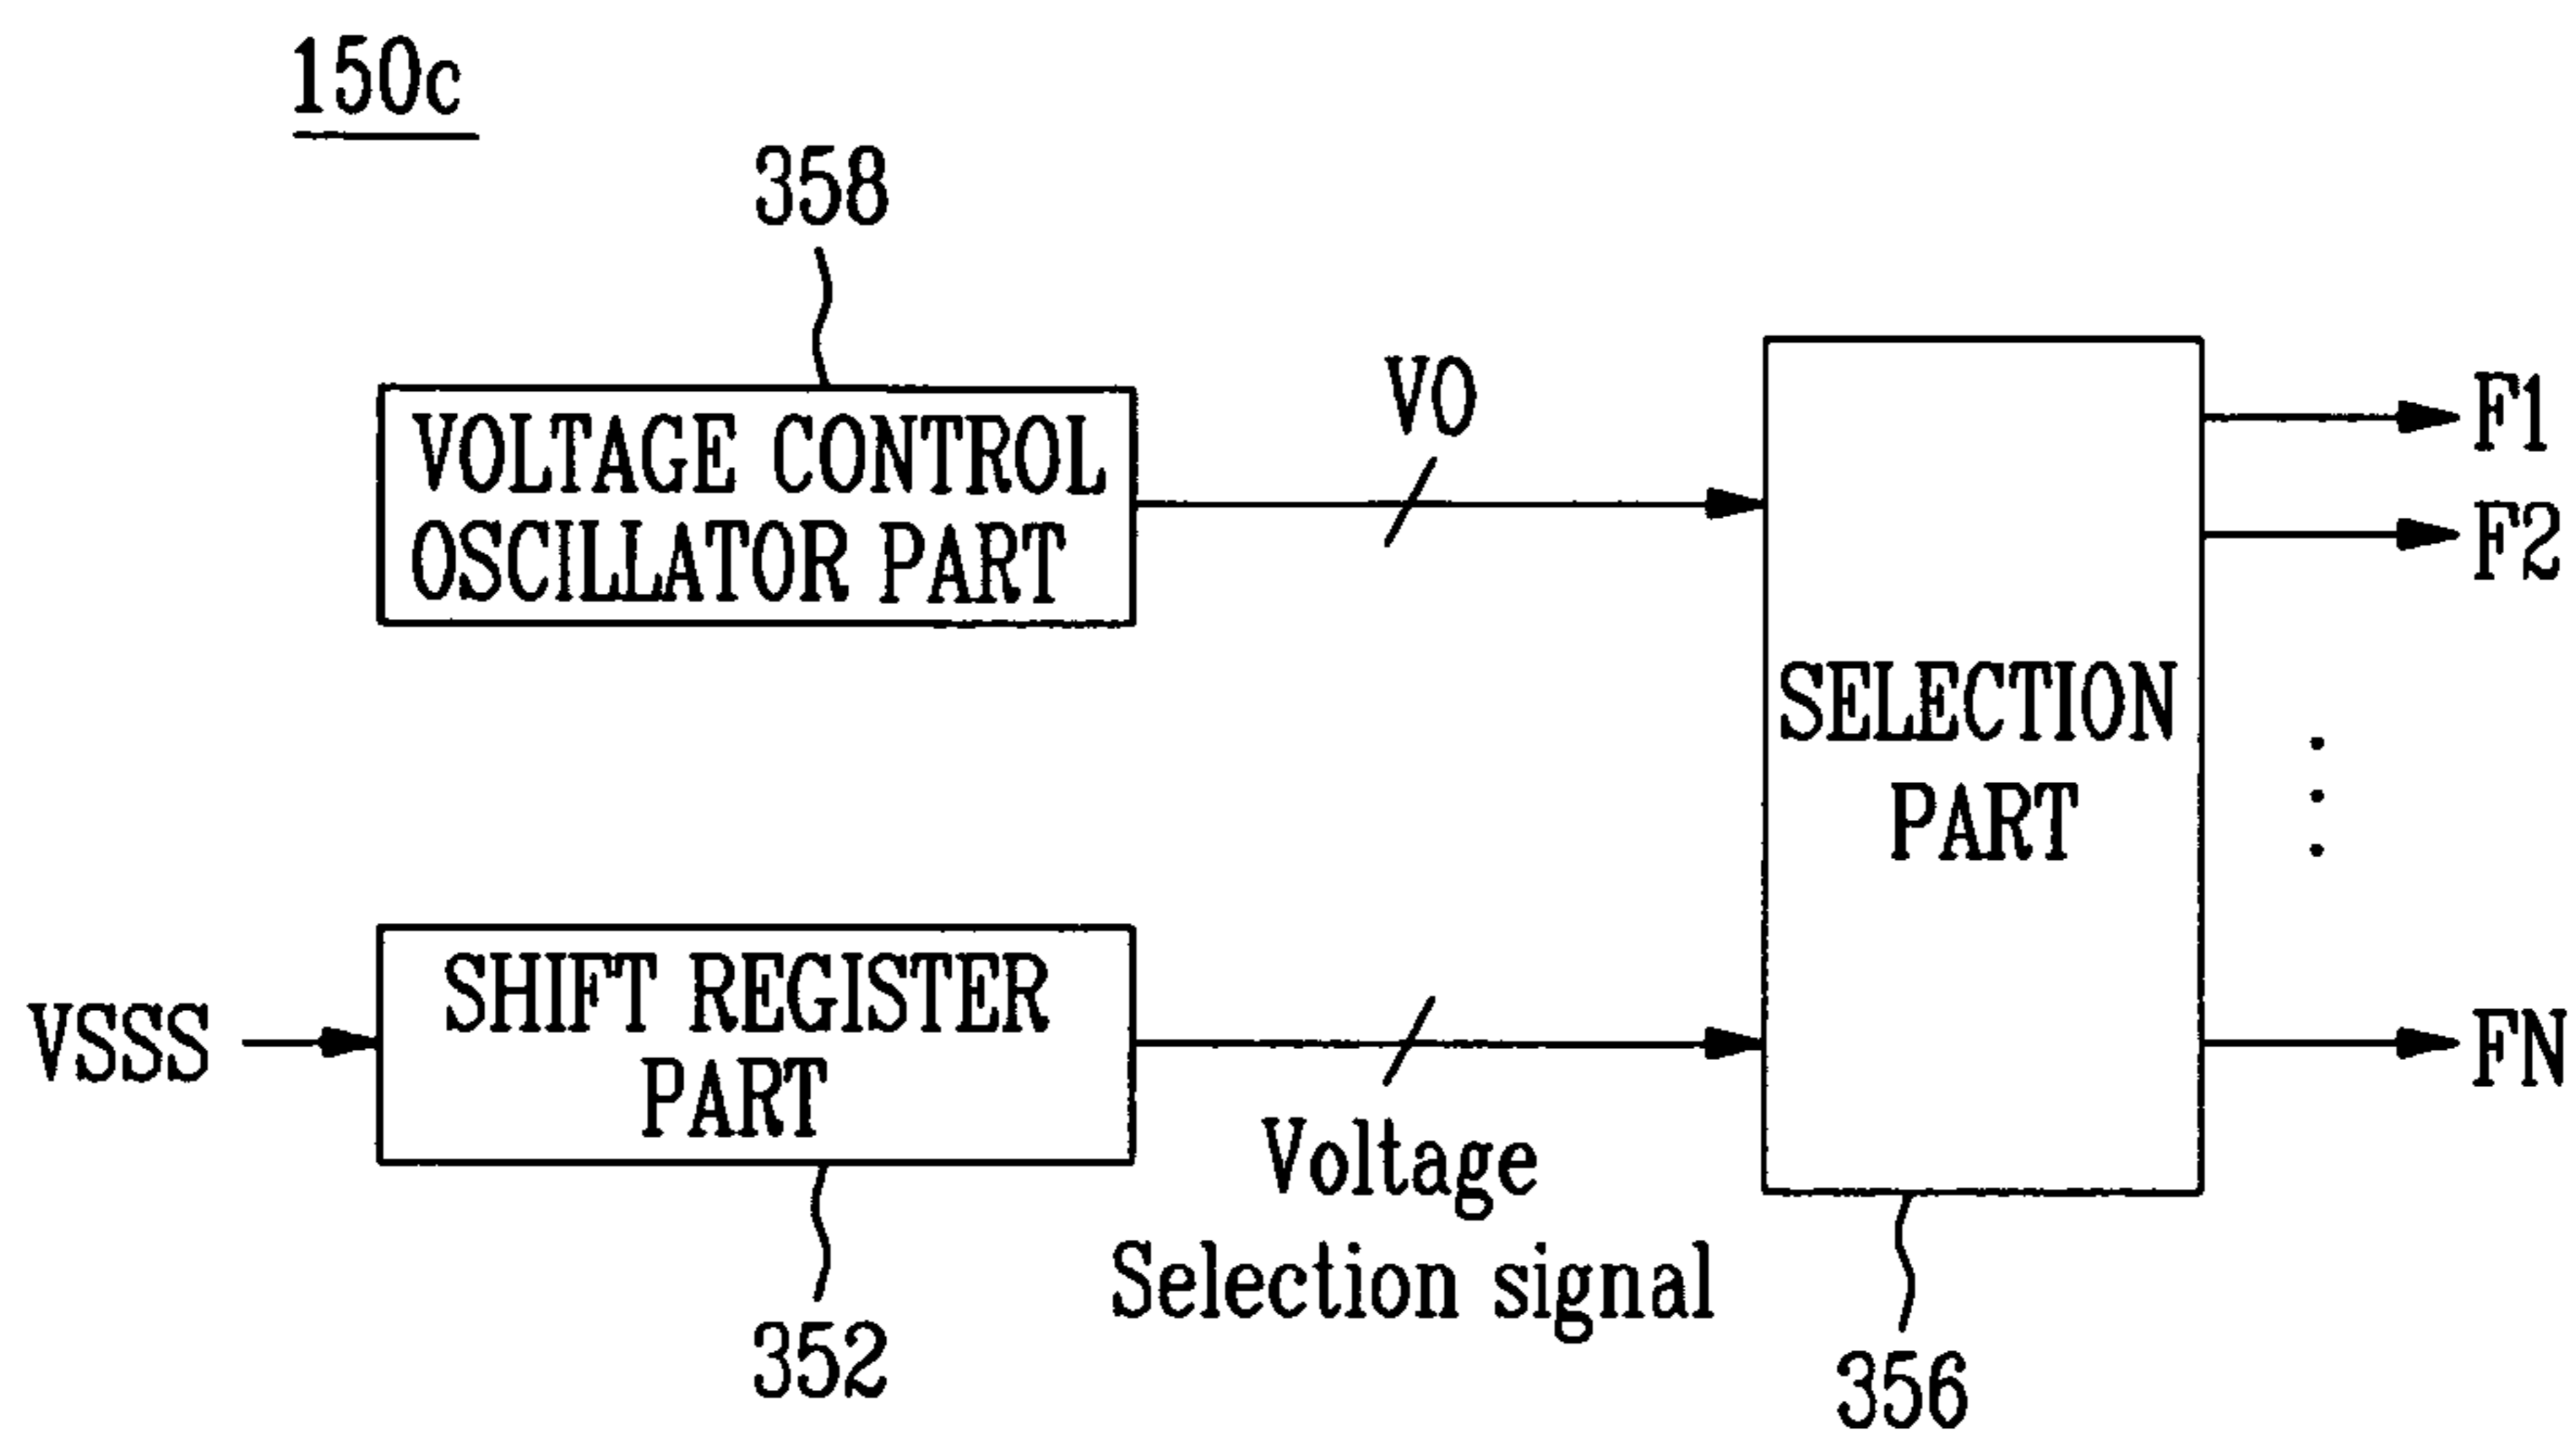 150c
358
VOLTAGE CONTROL
OSCILLATOR PART
VO
SELECTION
PART
F1
F2
FN
VSSS
SHIFT REGISTER
PART
Voltage
Selection signal
352
356